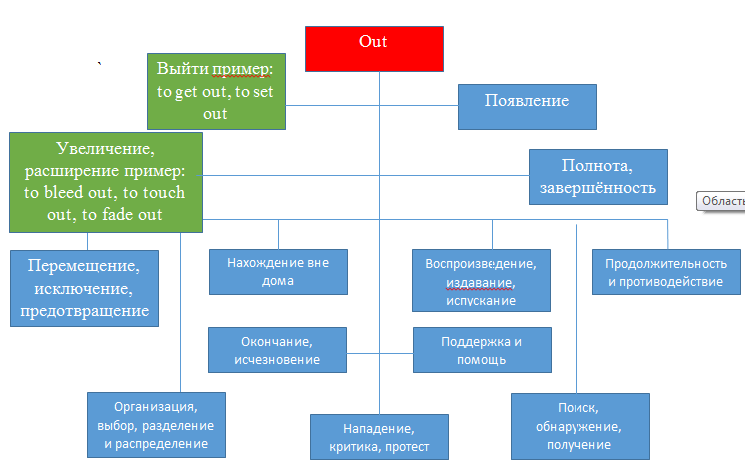 Out
Выйти пример:
to get out, to set
out
Появление
Увеличение,
расширение пример:
to bleed out, to touch
out, to fade out
Полнота,
завершённость
Область
Перемещение,
исключение,
предотвращение
Нахождение вне
дома
Воспроизведение,
издавание,
испускание
Продолжительность
и противодействие
Окончание,
исчезновение
Поддержка и
помощь
Организация,
выбор, разделение
и распределение
Нападение,
критика, протест
Поиск,
обнаружение,
получение